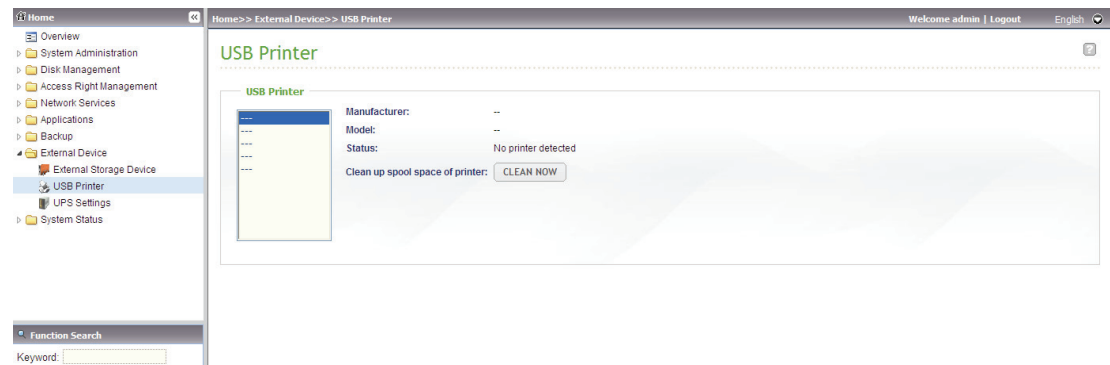 Home
Home>> External Device>> USB Printer
Welcome admin | Logout
English
Overview
System Administration
Disk Management
Access Right Management
Network Services
Applications
Backup
External Device
External Storage Device
USB Printer
UPS Settings
System Status
Function Search
Keyword:
USB Printer
?
USB Printer
---
---
---
---
---
Manufacturer: --
Model: --
Status: No printer detected
Clean up spool space of printer: CLEAN NOW